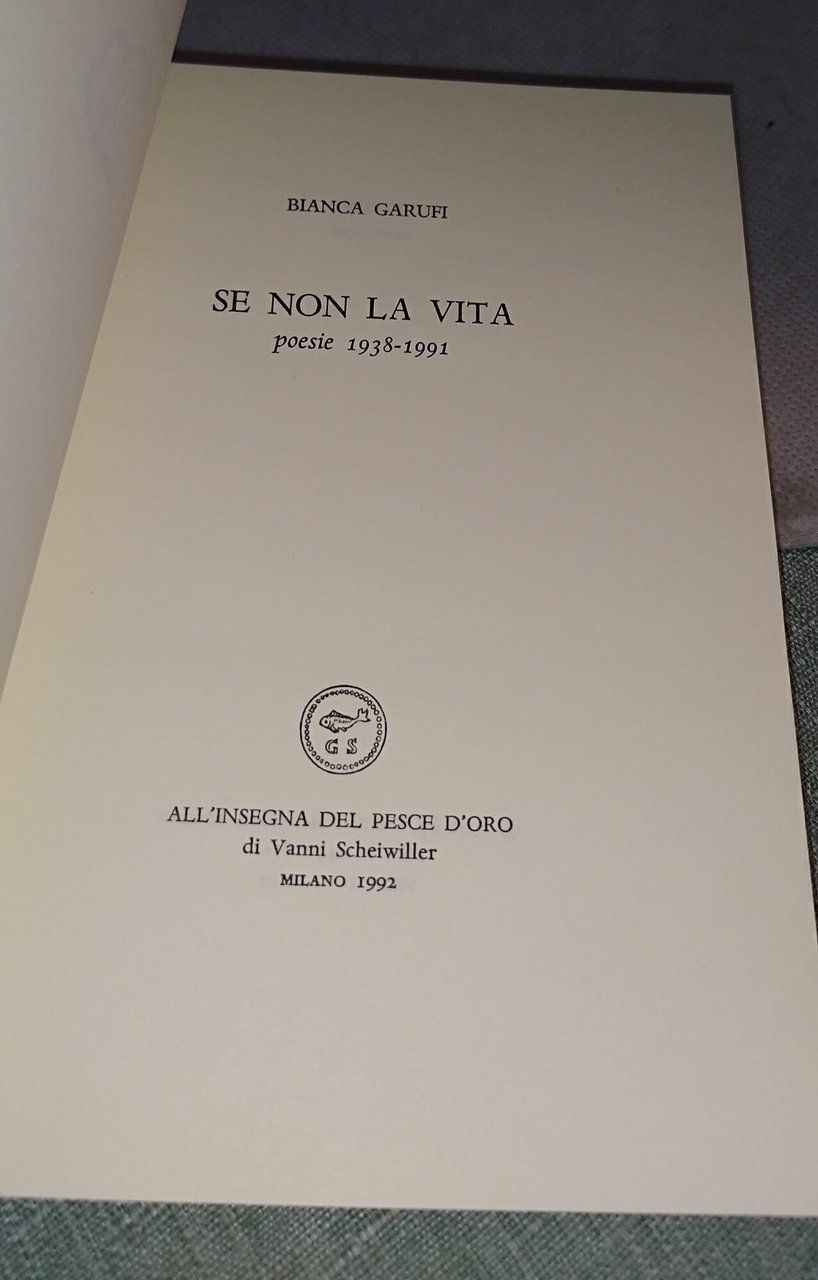 BIANCA GARUFI
SE NON LA VITA
poesie 1938-1991
G S
ALL'INSEGNA DEL PESCE D'ORO
di Vanni Scheiwiller
MILANO 1992